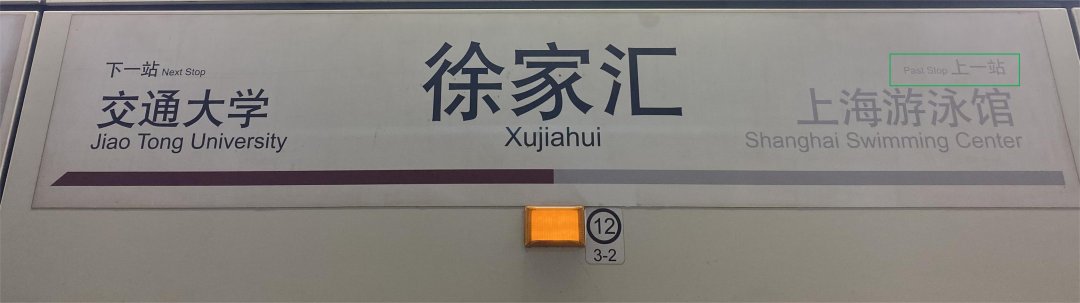 下一站 Next Stop
交通大学
Jiao Tong University
徐家汇
Xujiahui
Past Stop 上一站
上海游泳馆
Shanghai Swimming Center
12
3-2